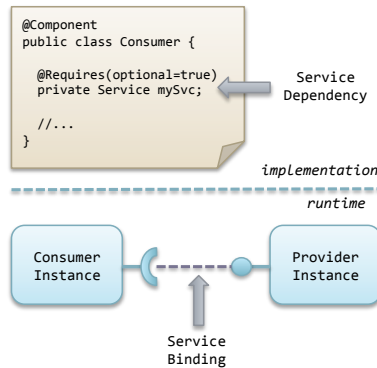 @Component
public class Consumer {
@Requires(optional=true)
private Service mySvc;
//...
}
Service
Dependency
implementation
runtime
Consumer
Instance
Provider
Instance
Service
Binding